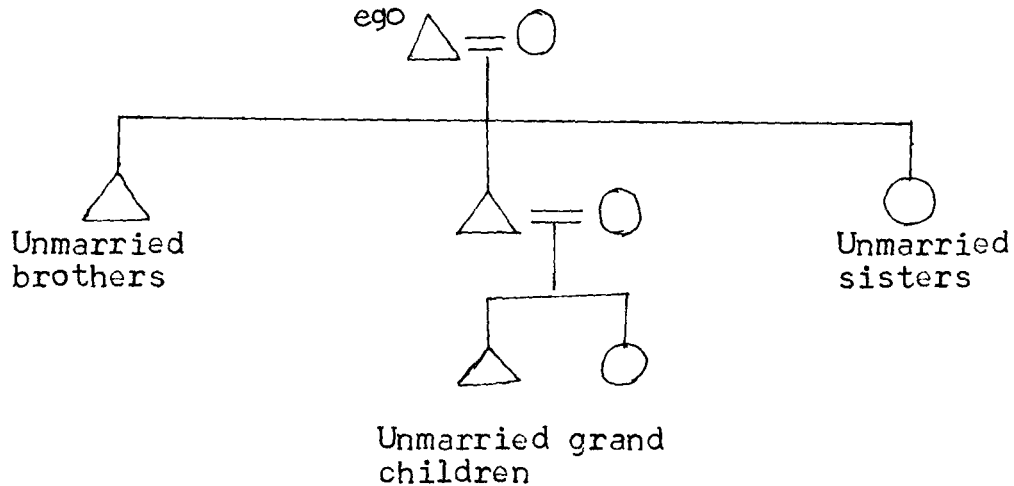 ego
Unmarried
brothers
Unmarried
sisters
Unmarried grand
children